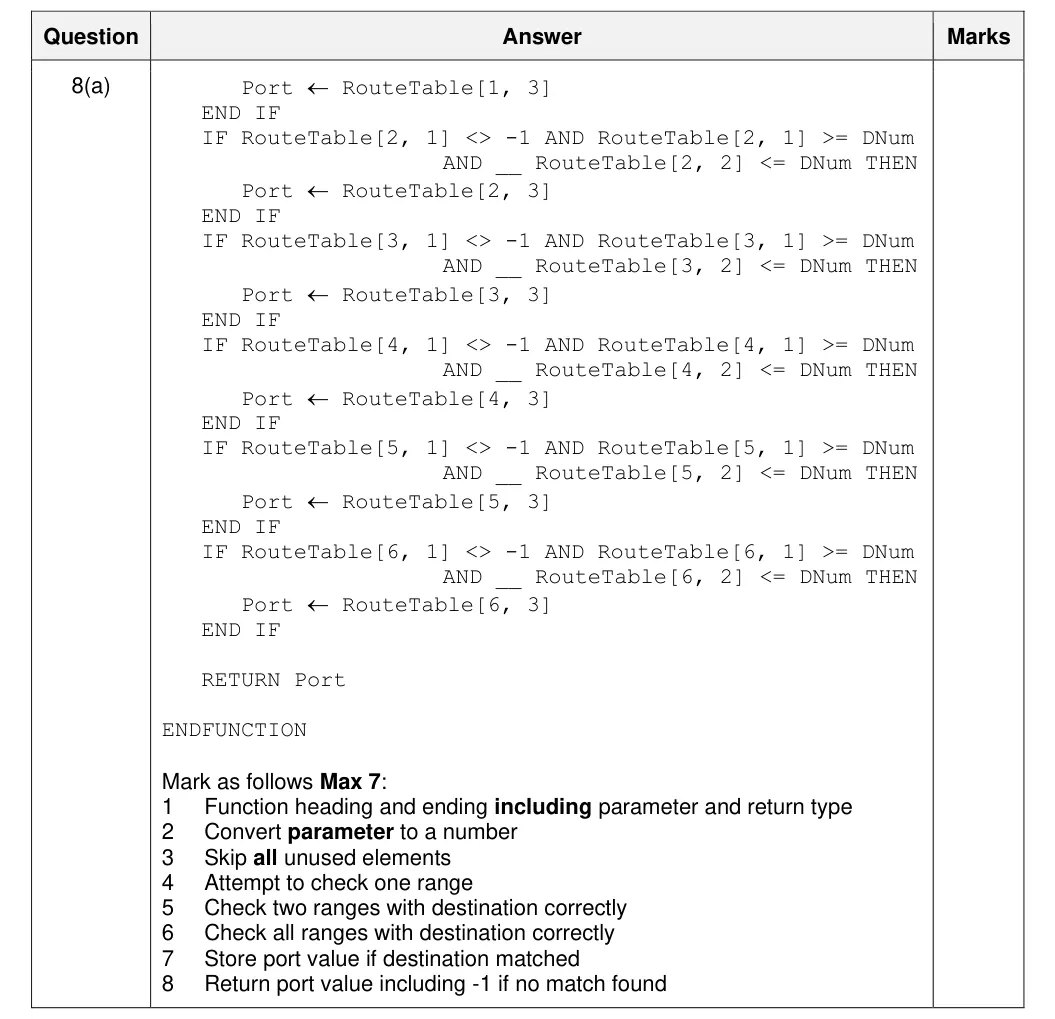 Question Answer Marks
8(a) Port ← RouteTable[1, 3]
END IF
IF RouteTable[2, 1] <> -1 AND RouteTable[2, 1] >= DNum
AND __ RouteTable[2, 2] <= DNum THEN
Port ← RouteTable[2, 3]
END IF
IF RouteTable[3, 1] <> -1 AND RouteTable[3, 1] >= DNum
AND __ RouteTable[3, 2] <= DNum THEN
Port ← RouteTable[3, 3]
END IF
IF RouteTable[4, 1] <> -1 AND RouteTable[4, 1] >= DNum
AND __ RouteTable[4, 2] <= DNum THEN
Port ← RouteTable[4, 3]
END IF
IF RouteTable[5, 1] <> -1 AND RouteTable[5, 1] >= DNum
AND __ RouteTable[5, 2] <= DNum THEN
Port ← RouteTable[5, 3]
END IF
IF RouteTable[6, 1] <> -1 AND RouteTable[6, 1] >= DNum
AND __ RouteTable[6, 2] <= DNum THEN
Port ← RouteTable[6, 3]
END IF
RETURN Port
ENDFUNCTION
Mark as follows Max 7:
1 Function heading and ending including parameter and return type
2 Convert parameter to a number
3 Skip all unused elements
4 Attempt to check one range
5 Check two ranges with destination correctly
6 Check all ranges with destination correctly
7 Store port value if destination matched
8 Return port value including -1 if no match found